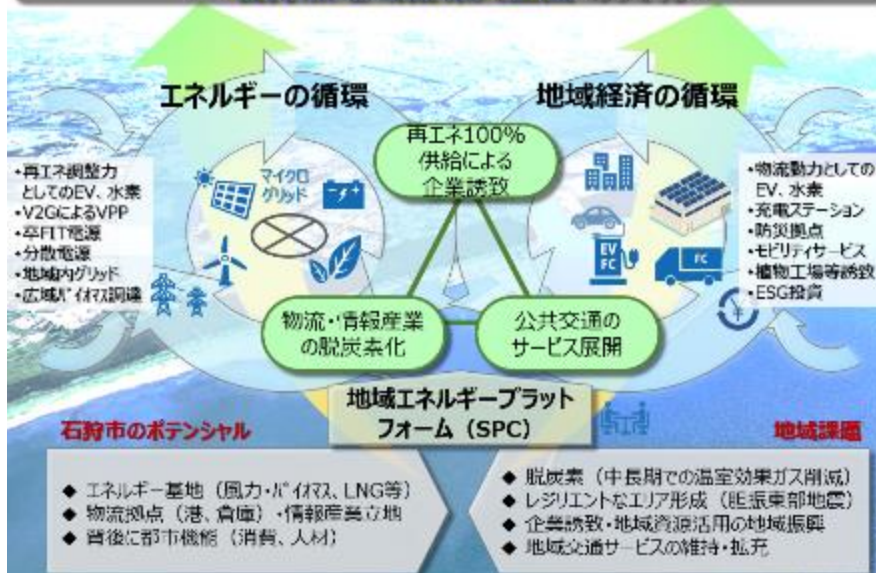 エネルギーの循環
地域経済の循環
再エネ100%
供給による
企業誘致
・再エネ調整力
としてのEV、水素
・V2GによるVPP
・卒FIT電源
・分散電源
・地域内グリッド
・広域バイオマス調達
マイクロ
グリッド
EV
FC
FC
・物流動力としての
EV、水素
・充電ステーション
・防災拠点
・モビリティサービス
・植物工場等誘致
・ESG投資
物流・情報産業
の脱炭素化
公共交通の
サービス展開
地域エネルギープラット
フォーム（SPC）
石狩市のポテンシャル
◆ エネルギー基地（風力・バイオマス、LNG等）
◆ 物流拠点（港、倉庫）・情報産業立地
◆ 背後に都市機能（消費、人材）
地域課題
◆ 脱炭素（中長期での温室効果ガス削減）
◆ レジリエントなエリア形成（胆振東部地震）
◆ 企業誘致・地域資源活用の地域振興
◆ 地域交通サービスの維持・拡充